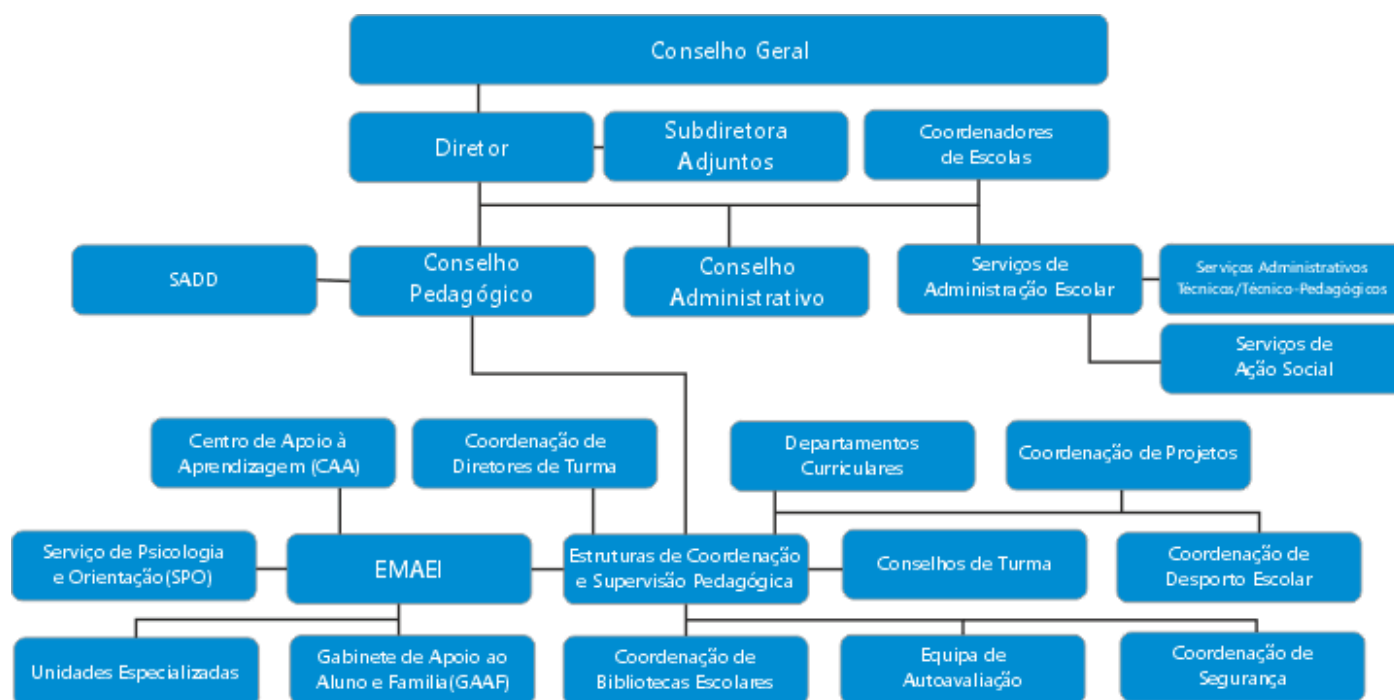 Conselho Geral
Diretor
Subdiretora
Adjuntos
Coordenadores
de Escolas
SADD
Conselho
Pedagógico
Conselho
Administrativo
Serviços de
Administração Escolar
Serviços Administrativos
Técnicos/Técnico-Pedagógicos
Serviços de
Ação Social
Centro de Apoio à
Aprendizagem (CAA)
Coordenação de
Diretores de Turma
Departamentos
Curriculares
Coordenação de Projetos
Serviço de Psicologia
e Orientação(SPO)
EMAEI
Estruturas de Coordenação
e Supervisão Pedagógica
Conselhos de Turma
Coordenação de
Desporto Escolar
Unidades Especializadas
Gabinete de Apoio ao
Aluno e Familia(GAAF)
Coordenação de
Bibliotecas Escolares
Equipa de
Autoavaliação
Coordenação de
Segurança